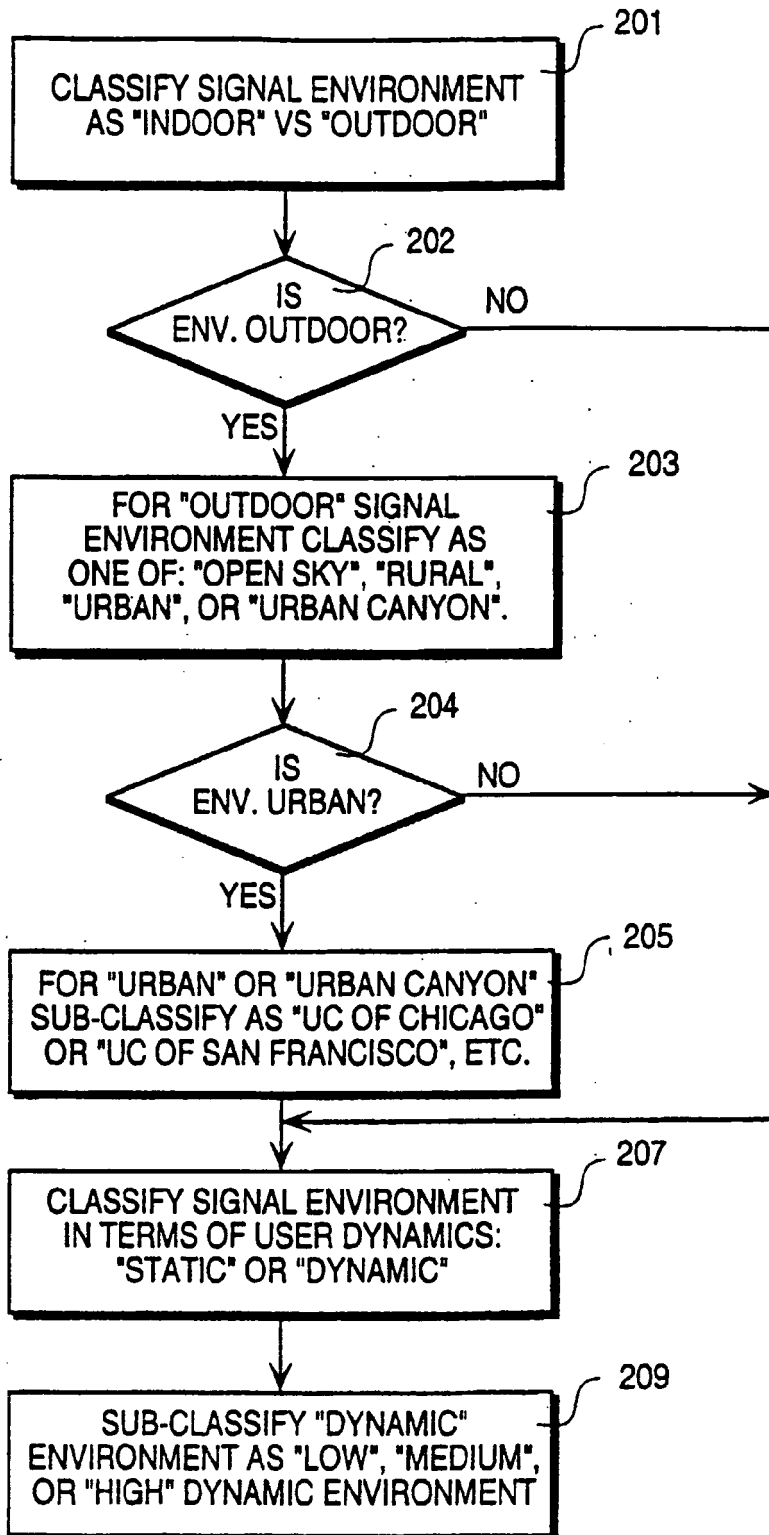 201
CLASSIFY SIGNAL ENVIRONMENT
AS "INDOOR" VS "OUTDOOR"
202
IS
ENV. OUTDOOR?
NO
YES
203
FOR "OUTDOOR" SIGNAL
ENVIRONMENT CLASSIFY AS
ONE OF: "OPEN SKY", "RURAL",
"URBAN", OR "URBAN CANYON".
204
IS
ENV. URBAN?
NO
YES
205
FOR "URBAN" OR "URBAN CANYON"
SUB-CLASSIFY AS "UC OF CHICAGO"
OR "UC OF SAN FRANCISCO", ETC.
207
CLASSIFY SIGNAL ENVIRONMENT
IN TERMS OF USER DYNAMICS:
"STATIC" OR "DYNAMIC"
209
SUB-CLASSIFY "DYNAMIC"
ENVIRONMENT AS "LOW", "MEDIUM",
OR "HIGH" DYNAMIC ENVIRONMENT